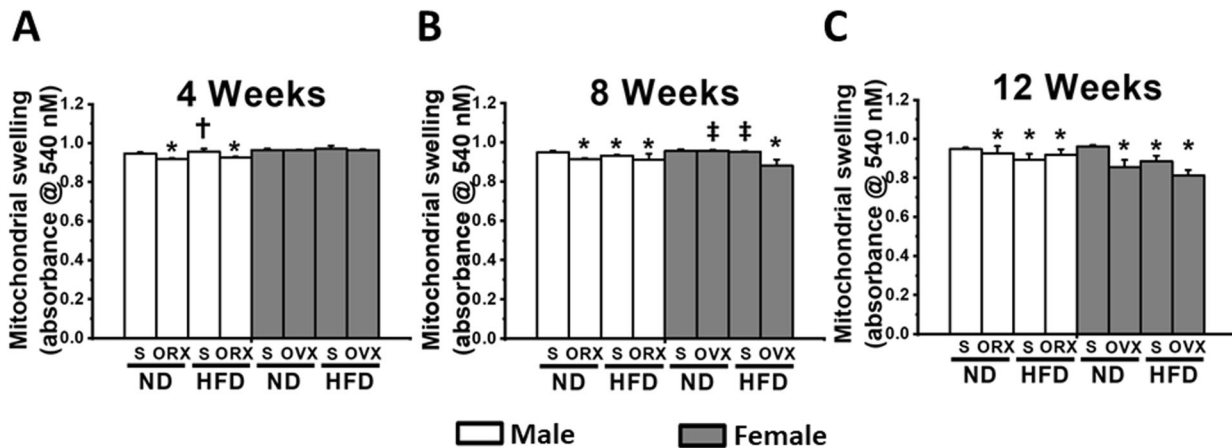 A
B
C
4 Weeks
8 Weeks
12 Weeks
Mitochondrial swelling
(absorbance @ 540 nM)
1.2
1.0
0.8
0.6
0.4
0.2
0.0
* † *
S ORX S ORX S OVX S OVX
ND HFD ND HFD
Mitochondrial swelling
(absorbance @ 540 nM)
1.2
1.0
0.8
0.6
0.4
0.2
0.0
* * * ‡ ‡ *
S ORX S ORX S OVX S OVX
ND HFD ND HFD
Mitochondrial swelling
(absorbance @ 540 nM)
1.2
1.0
0.8
0.6
0.4
0.2
0.0
* * * * * *
S ORX S ORX S OVX S OVX
ND HFD ND HFD
Male Female